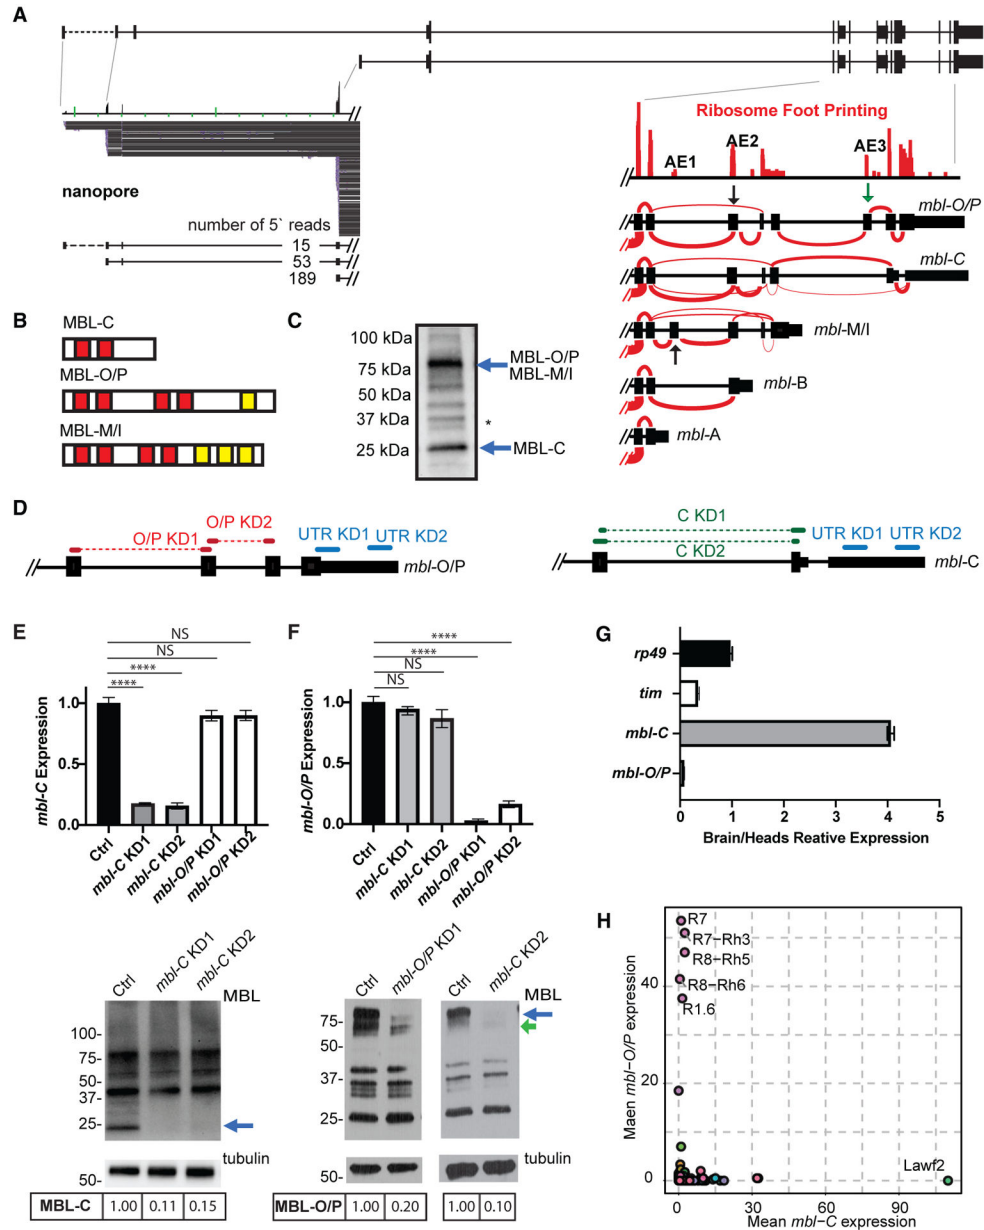 A
Ribosome Foot Printing
AE1
AE2
AE3
nanopore
number of 5` reads
15
53
189
mbl-O/P
mbl-C
mbl-M/I
mbl-B
mbl-A
B
MBL-C
MBL-O/P
MBL-M/I
C
100 kDa
75 kDa
50 kDa
37 kDa
25 kDa
MBL-O/P
MBL-M/I
*
MBL-C
D
O/P KD1
O/P KD2
UTR KD1
UTR KD2
mbl-O/P
C KD1
C KD2
UTR KD1
UTR KD2
mbl-C
E
NS
NS
****
****
mbl-C Expression
1.0
0.5
0.0
Ctrl
mbl-C KD1
mbl-C KD2
mbl-O/P KD1
mbl-O/P KD2
Ctrl
mbl-C KD1
mbl-C KD2
MBL
100-
75-
50-
37-
25-
tubulin
50-
MBL-C 1.00 0.11 0.15
F
****
****
NS
NS
mbl-O/P Expression
1.0
0.5
0.0
Ctrl
mbl-C KD1
mbl-C KD2
mbl-O/P KD1
mbl-O/P KD2
Ctrl
mbl-O/P KD1
Ctrl
mbl-C KD2
MBL
75-
50-
37-
25-
tubulin
50-
MBL-O/P 1.00 0.20 1.00 0.10
G
rp49
tim
mbl-C
mbl-O/P
0 1 2 3 4 5
Brain/Heads Reative Expression
H
Maen mbl-O/P expression
40
20
0
R7
R7-Rh3
R8-Rh5
R8-Rh6
R1.6
Lawf2
0 30 60 90
Mean mbl-C expression